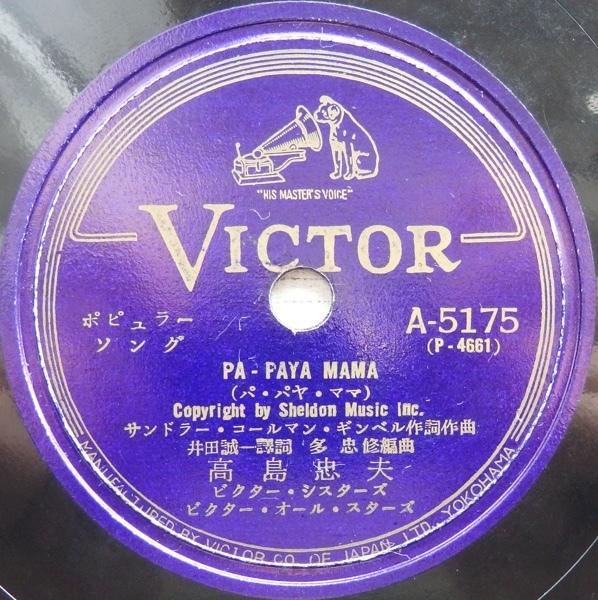 "HIS MASTER'S VOICE"
VICTOR
ポピュラー
ソング
A-5175
(P-4661)
PA-PAYA MAMA
(パ・パヤ・ママ)
Copyright by Sheldon Music Inc.
サンドラー・コールマン・ギンベル作詞作曲
井田誠一譯詞 多 忠修編曲
高島忠夫
ビクター・シスターズ
ビクター・オール・スターズ
MANUFACTURED BY VICTOR CO. OF JAPAN, LTD., YOKOHAMA